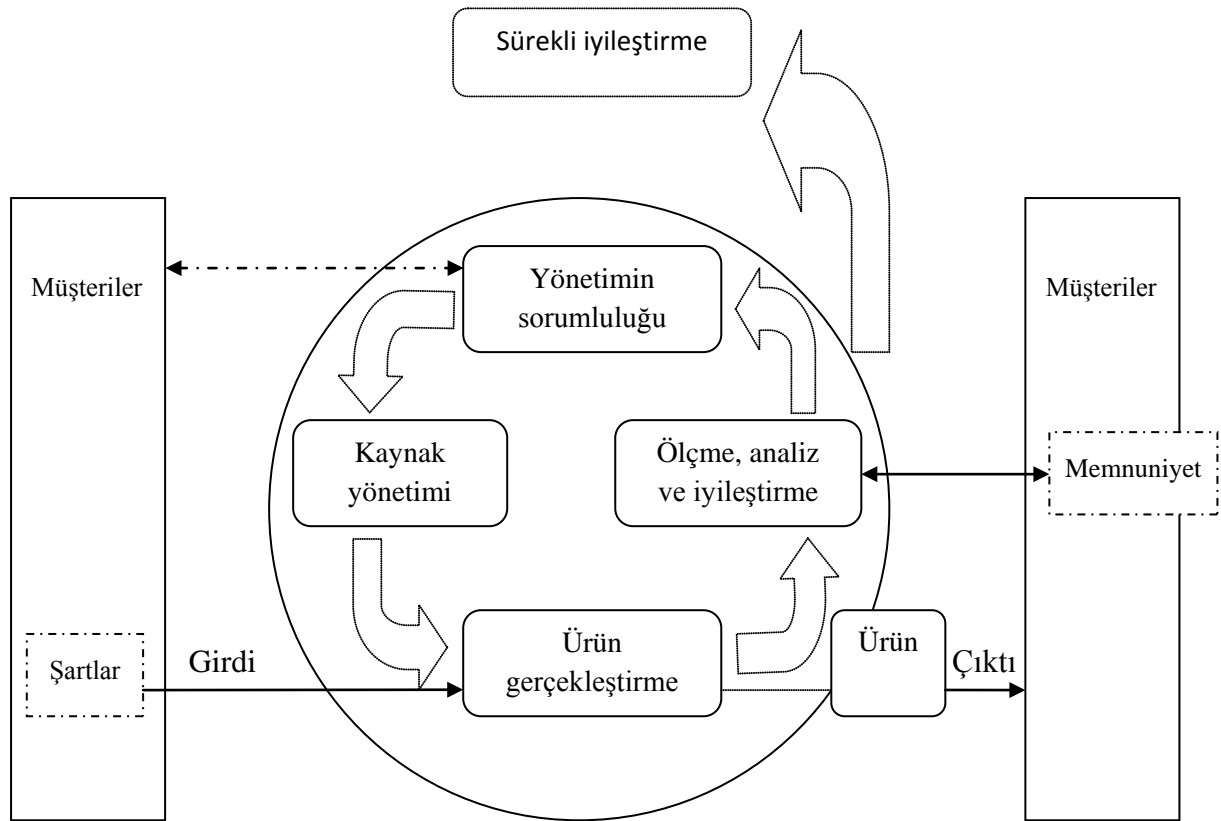 Sürekli iyileştirme
Müşteriler
Yönetimin
sorumluluğu
Müşteriler
Kaynak
yönetimi
Ölçme, analiz
ve iyileştirme
Memnuniyet
Şartlar
Girdi
Ürün
gerçekleştirme
Ürün
Çıktı